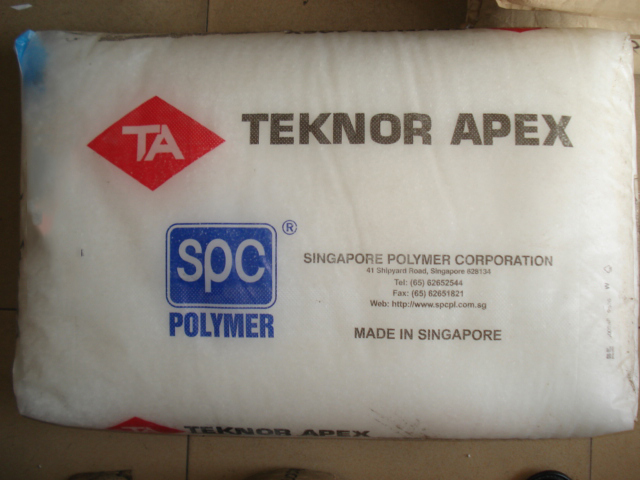 TA
TEKNOR APEX
spc
®
POLYMER
SINGAPORE POLYMER CORPORATION
41 Shipyard Road, Singapore 628134
Tel: (65) 62652544
Fax: (65) 62651821
Web: http://www.spcpl.com.sg
MADE IN SINGAPORE
TEKNOR APEX